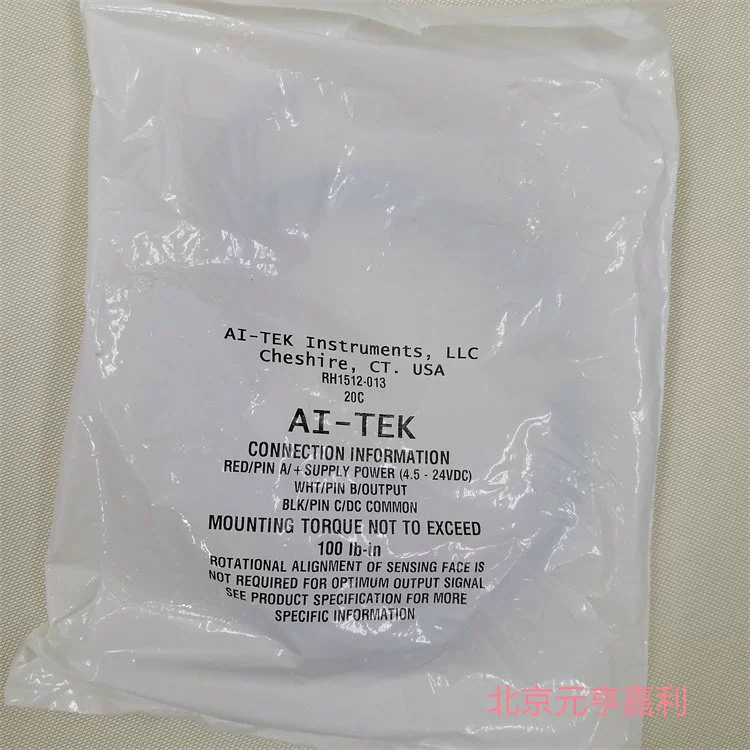 AI-TEK Instruments, LLC
Cheshire, CT. USA
RH1512-013
20C
AI-TEK
CONNECTION INFORMATION
RED/PIN A/+ SUPPLY POWER (4.5 - 24VDC)
WHT/PIN B/OUTPUT
BLK/PIN C/DC COMMON
MOUNTING TORQUE NOT TO EXCEED
100 lb-in
ROTATIONAL ALIGNMENT OF SENSING FACE IS
NOT REQUIRED FOR OPTIMUM OUTPUT SIGNAL
SEE PRODUCT SPECIFICATION FOR MORE
SPECIFIC INFORMATION
北京元亨嘉利